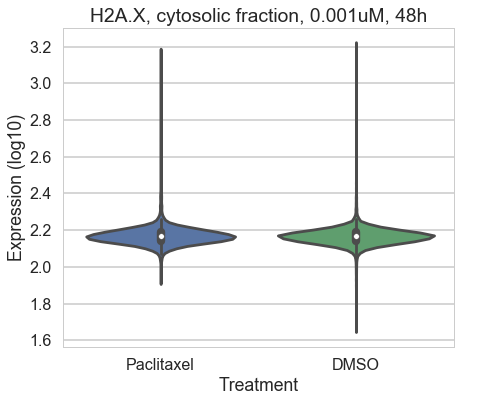 H2A.X, cytosolic fraction, 0.001uM, 48h
Expression (log10)
3.2
3.0
2.8
2.6
2.4
2.2
2.0
1.8
1.6
Paclitaxel DMSO
Treatment